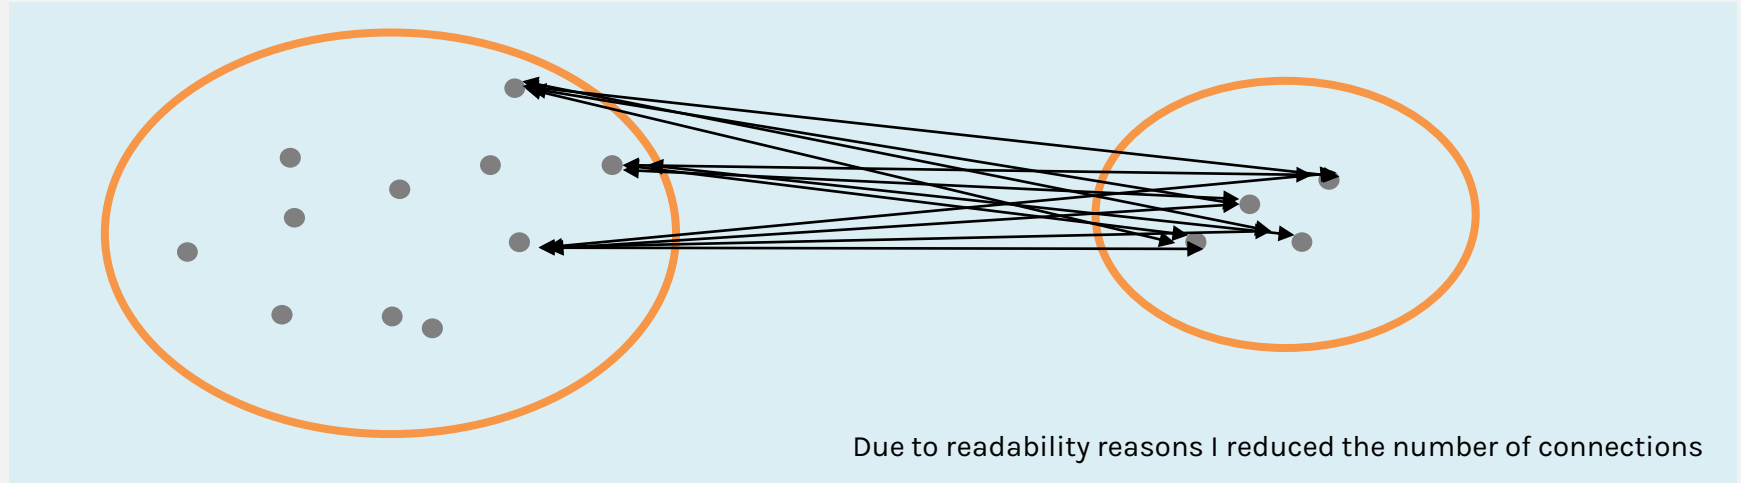 Due to readability reasons I reduced the number of connections